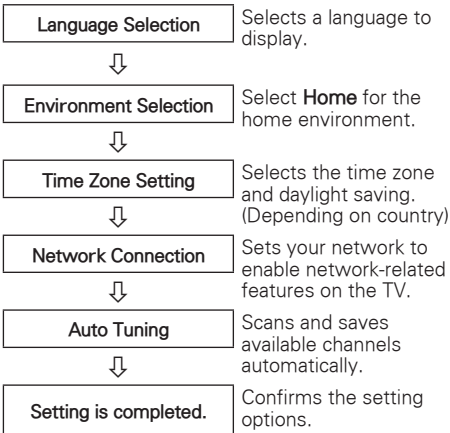 Language Selection
Selects a language to
display.
Environment Selection
Select Home for the
home environment.
Time Zone Setting
Selects the time zone
and daylight saving.
(Depending on country)
Network Connection
Sets your network to
enable network-related
features on the TV.
Auto Tuning
Scans and saves
available channels
automatically.
Setting is completed.
Confirms the setting
options.